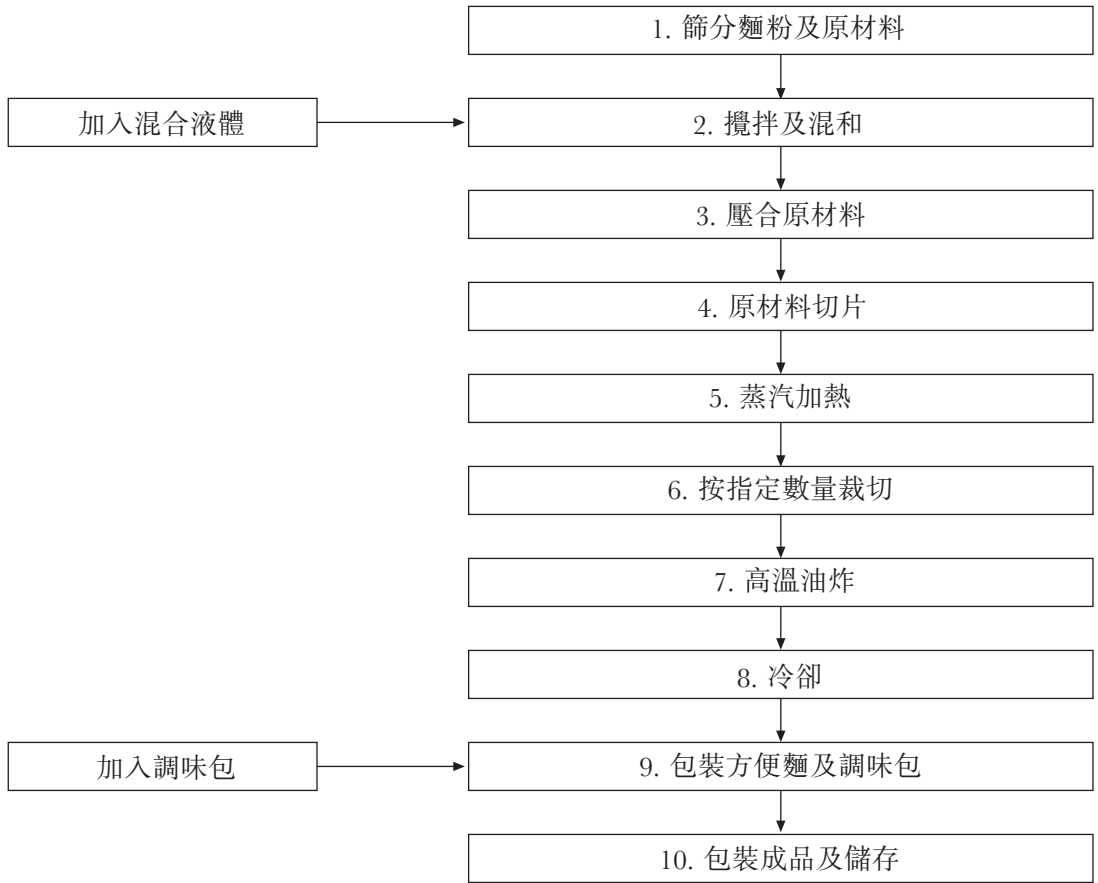 1. 篩分麵粉及原材料
加入混合液體
2. 攪拌及混和
3. 壓合原材料
4. 原材料切片
5. 蒸汽加熱
6. 按指定數量裁切
7. 高溫油炸
8. 冷卻
加入調味包
9. 包裝方便麵及調味包
10. 包裝成品及儲存